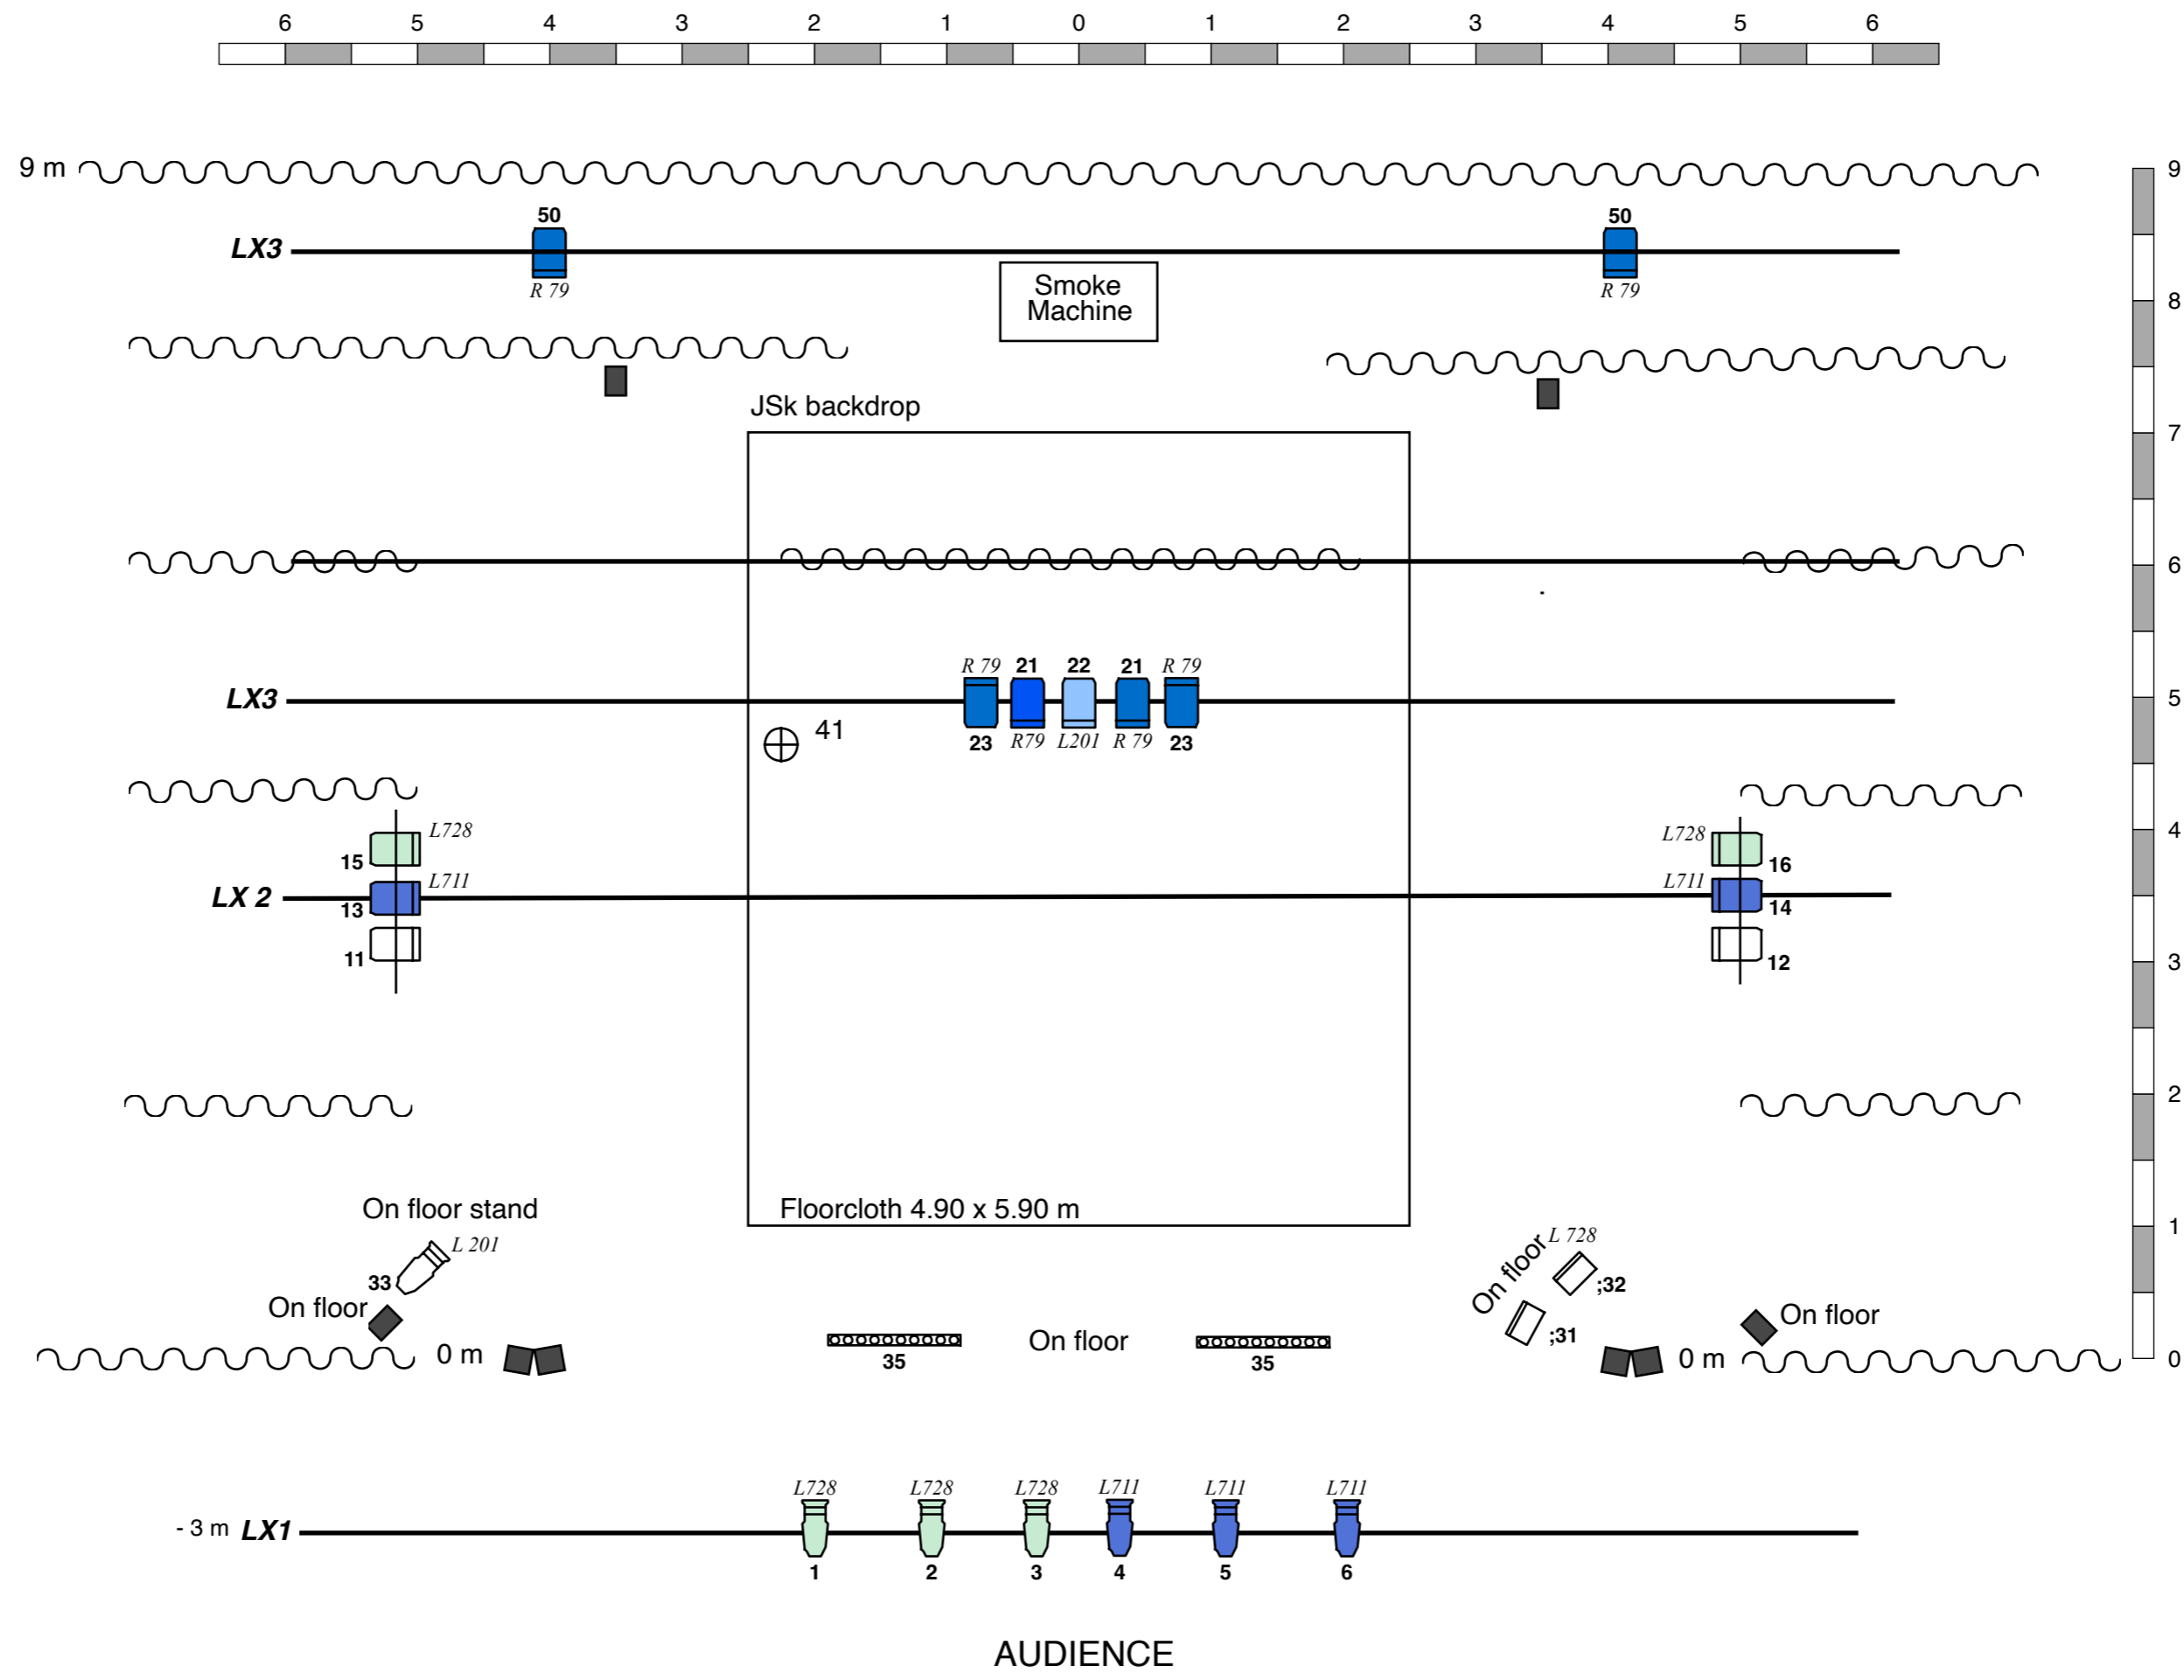 6 5 4 3 2 1 0 1 2 3 4 5 6
9 m
9
50 50
LX3
Smoke
Machine
R 79 R 79
8
JSk backdrop
7
6
R 79 21 22 21 R 79
LX3
5
41
23 R79 L201 R 79 23
L728 L728
4
15 16
L711 L711
LX 2
13 14
11 12
3
2
On floor stand
Floorcloth 4.90 x 5.90 m
1
L 201
On floor L 728
33 ;32
On floor
On floor
;31
On floor
0 m 35 35 0 m
0
L728 L728 L728 L711 L711 L711
- 3 m LX1
1 2 3 4 5 6
AUDIENCE